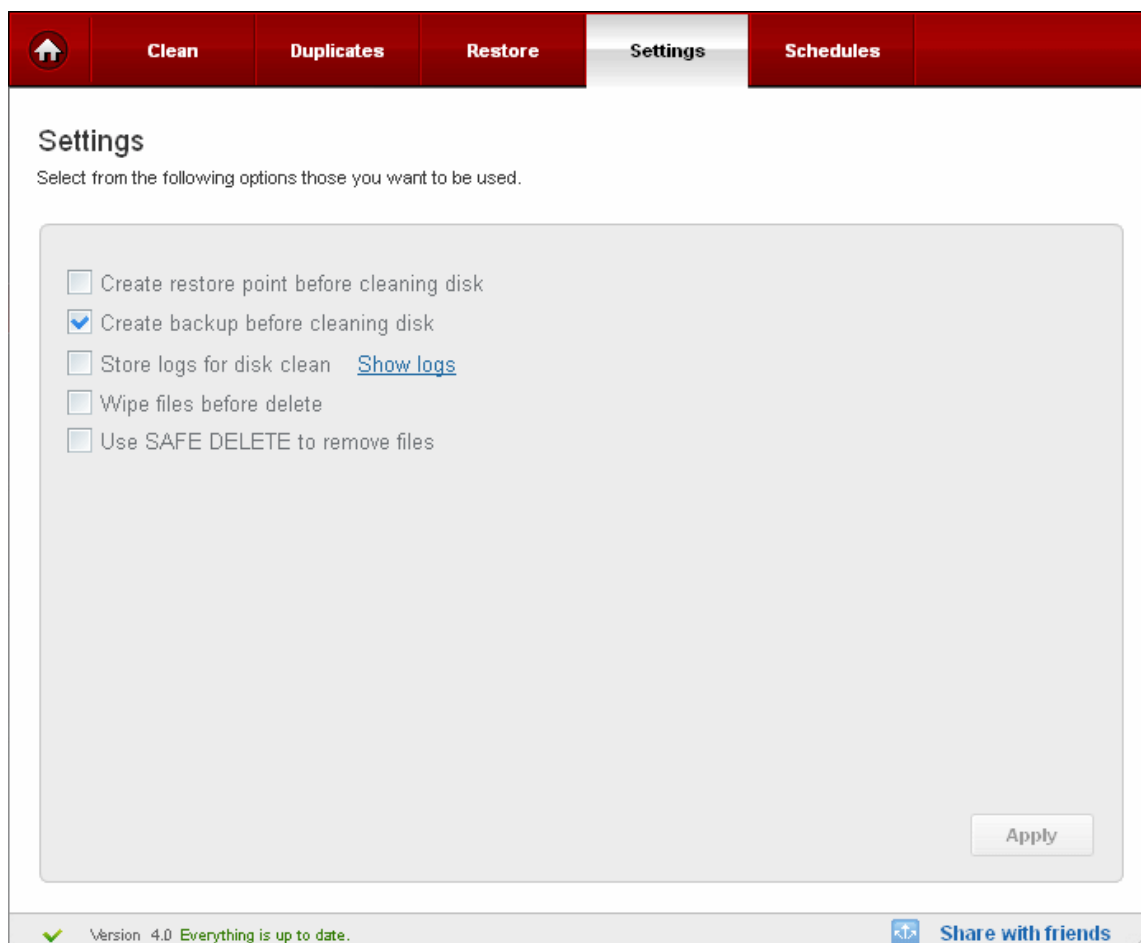 Clean Duplicates Restore Settings Schedules
Settings
Select from the following options those you want to be used.
Create restore point before cleaning disk
Create backup before cleaning disk
Store logs for disk clean Show logs
Wipe files before delete
Use SAFE DELETE to remove files
Apply
Version 4.0 Everything is up to date. Share with friends